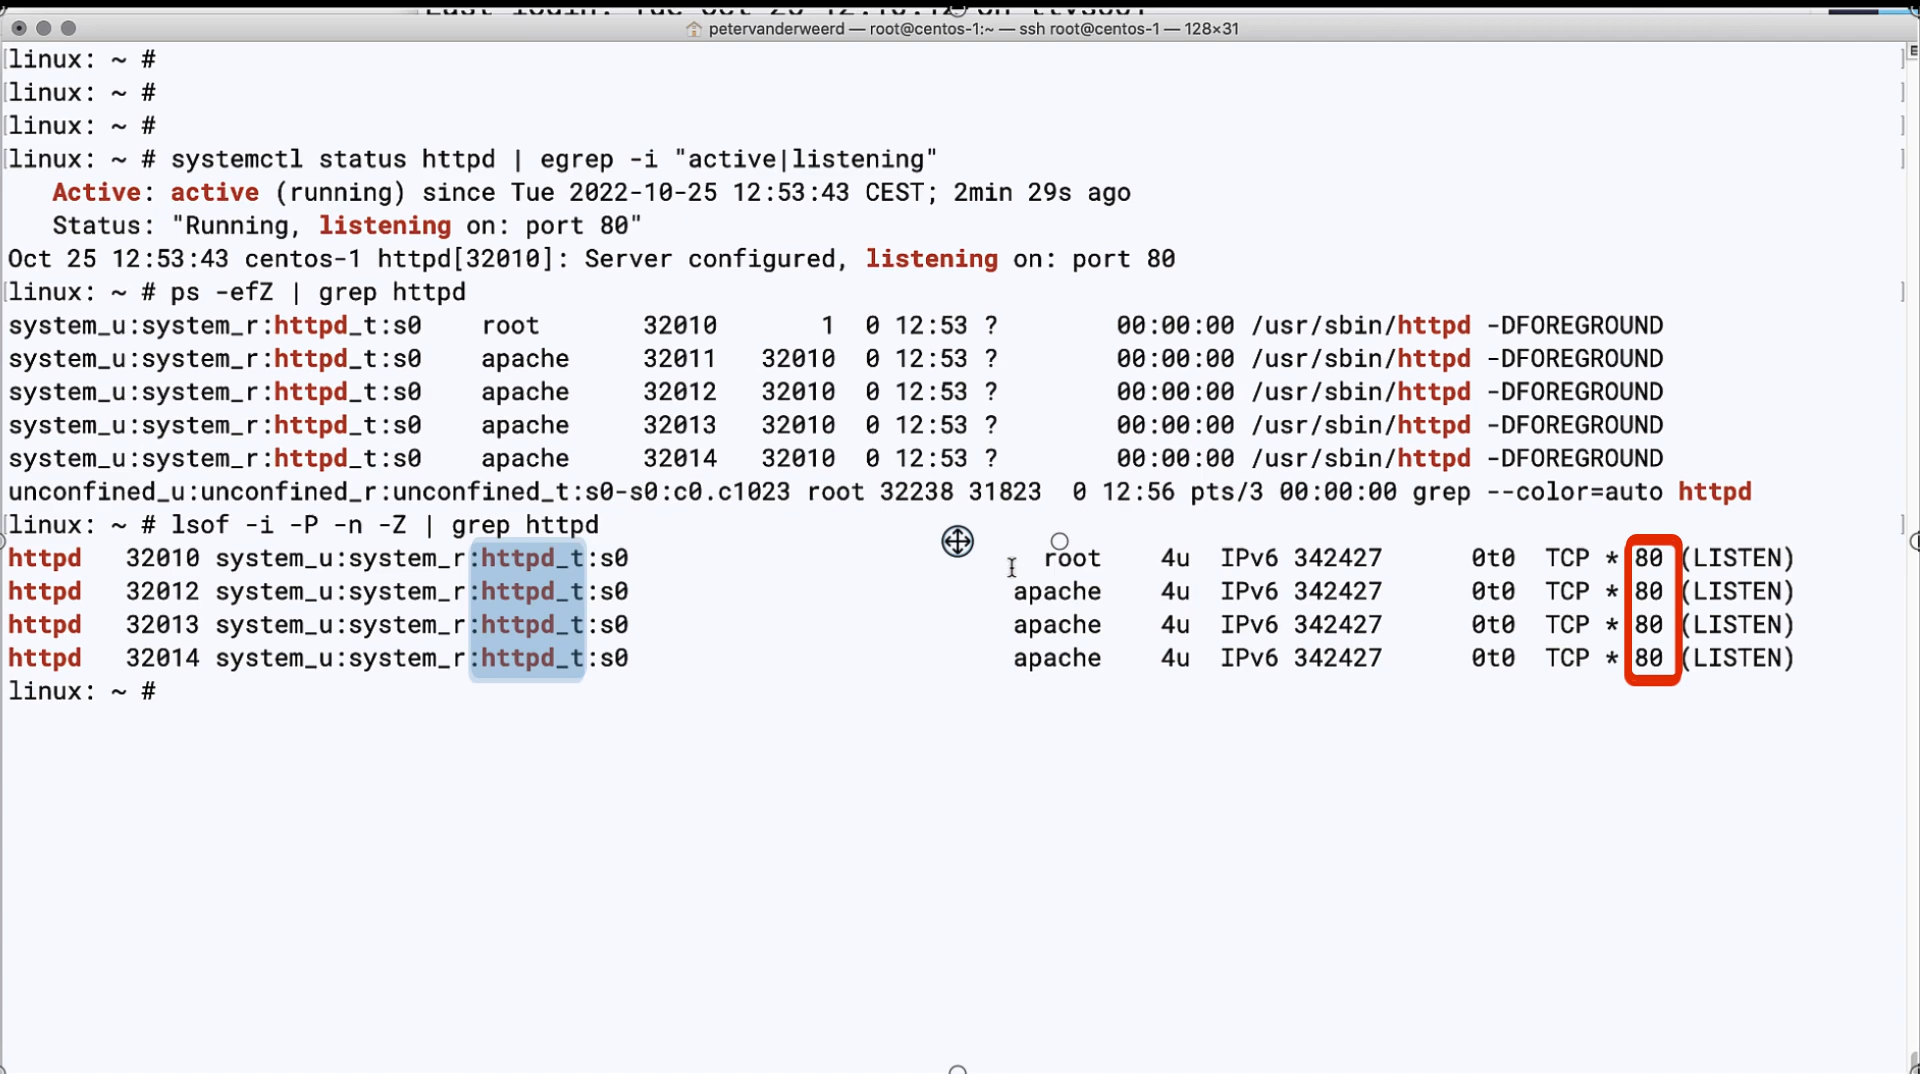 petervanderweerd — root@centos-1:~ — ssh root@centos-1 — 128×31
linux: ~ #
linux: ~ #
linux: ~ #
linux: ~ # systemctl status httpd | egrep -i "active|listening"
Active: active (running) since Tue 2022-10-25 12:53:43 CEST; 2min 29s ago
Status: "Running, listening on: port 80"
Oct 25 12:53:43 centos-1 httpd[32010]: Server configured, listening on: port 80
linux: ~ # ps -efZ | grep httpd
system_u:system_r:httpd_t:s0 root 32010 1 0 12:53 ? 00:00:00 /usr/sbin/httpd -DFOREGROUND
system_u:system_r:httpd_t:s0 apache 32011 32010 0 12:53 ? 00:00:00 /usr/sbin/httpd -DFOREGROUND
system_u:system_r:httpd_t:s0 apache 32012 32010 0 12:53 ? 00:00:00 /usr/sbin/httpd -DFOREGROUND
system_u:system_r:httpd_t:s0 apache 32013 32010 0 12:53 ? 00:00:00 /usr/sbin/httpd -DFOREGROUND
system_u:system_r:httpd_t:s0 apache 32014 32010 0 12:53 ? 00:00:00 /usr/sbin/httpd -DFOREGROUND
unconfined_u:unconfined_r:unconfined_t:s0-s0:c0.c1023 root 32238 31823 0 12:56 pts/3 00:00:00 grep --color=auto httpd
linux: ~ # lsof -i -P -n -Z | grep httpd
httpd 32010 system_u:system_r:httpd_t:s0 root 4u IPv6 342427 0t0 TCP * 80 (LISTEN)
httpd 32012 system_u:system_r:httpd_t:s0 apache 4u IPv6 342427 0t0 TCP * 80 (LISTEN)
httpd 32013 system_u:system_r:httpd_t:s0 apache 4u IPv6 342427 0t0 TCP * 80 (LISTEN)
httpd 32014 system_u:system_r:httpd_t:s0 apache 4u IPv6 342427 0t0 TCP * 80 (LISTEN)
linux: ~ #